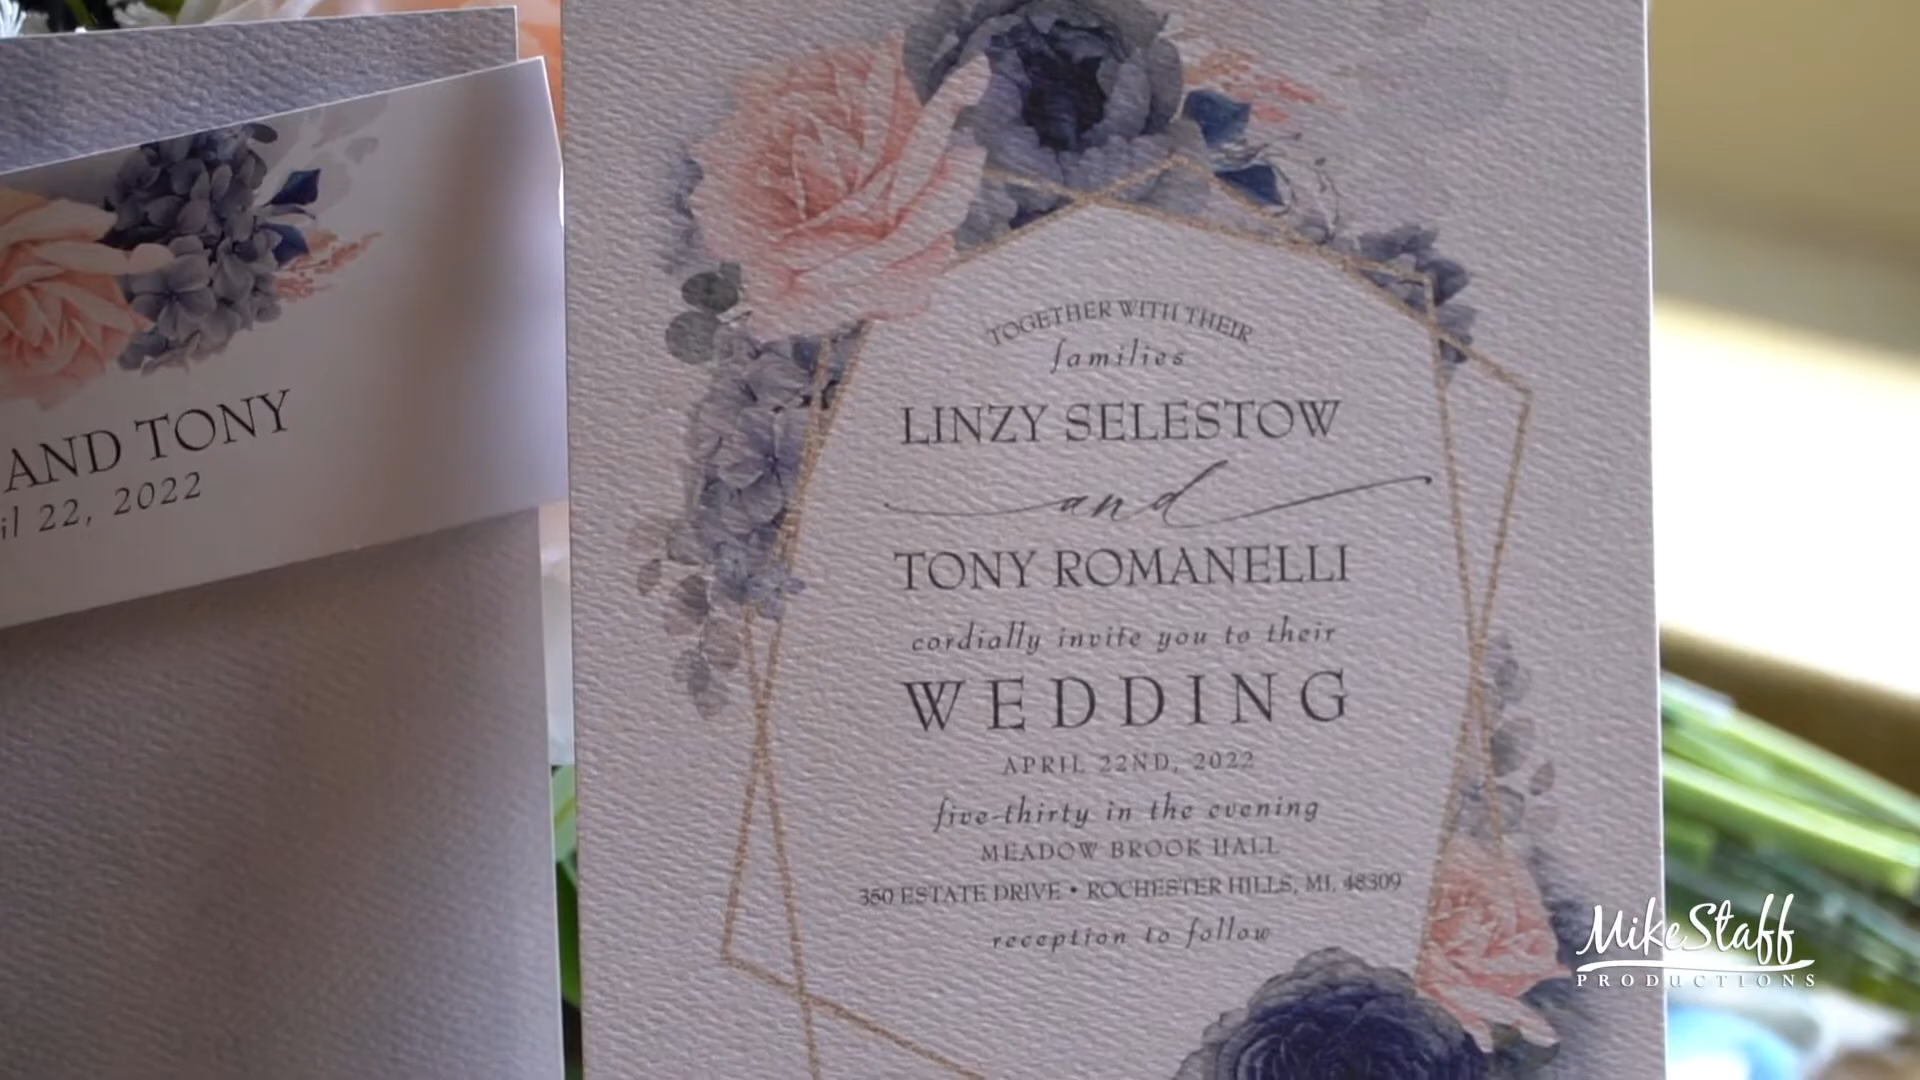 AND TONY
il 22, 2022
TOGETHER WITH THEIR
families
LINZY SELESTOW
and
TONY ROMANELLI
cordially invite you to their
WEDDING
APRIL 22ND, 2022
five-thirty in the evening
MEADOW BROOK HALL
350 ESTATE DRIVE • ROCHESTER HILLS, MI, 48309
reception to follow
MikeStaff
PRODUCTIONS